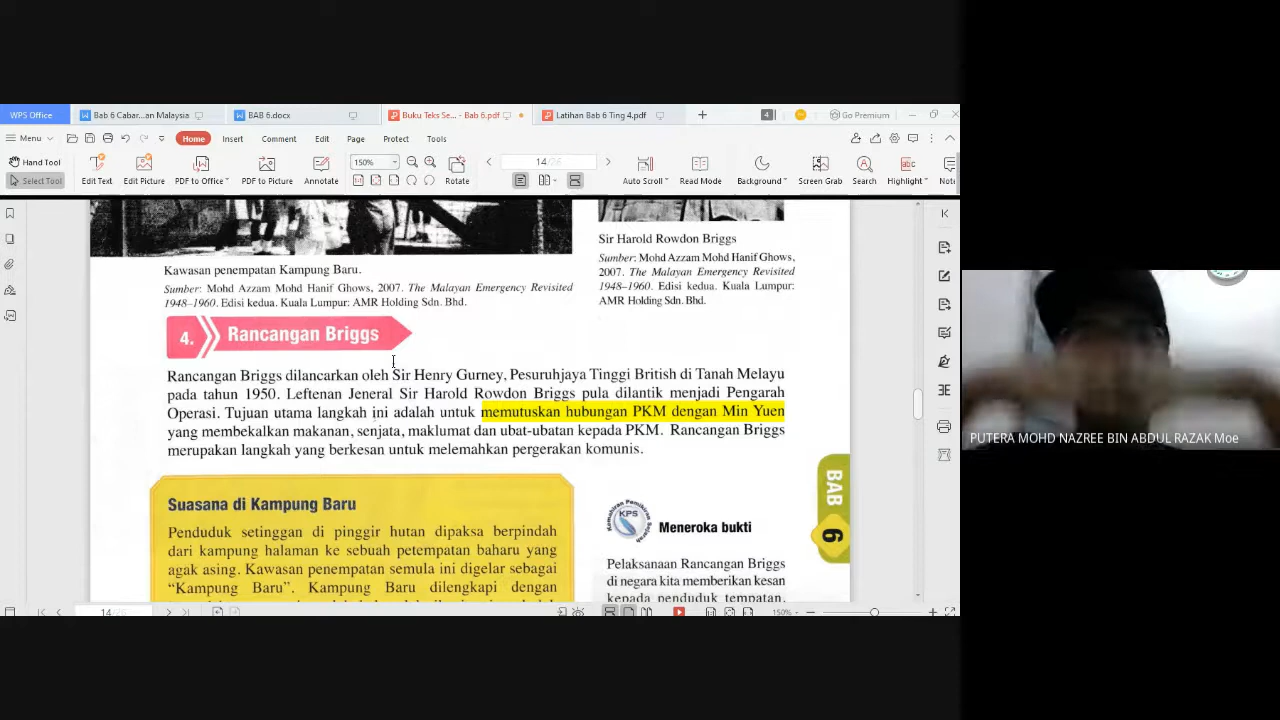 WPS Office
Bab 6 Cabar...an Malaysia
BAB 6.docx
Buku Teks Se... - Bab 6.pdf
Latihan Bab 6 Ting 4.pdf
4
Go Premium
Menu
Home
Insert
Comment
Edit
Page
Protect
Tools
Hand Tool
Select Tool
Edit Text
Edit Picture
PDF to Office
PDF to Picture
Annotate
150%
Rotate
14/26
Auto Scroll
Read Mode
Background
Screen Grab
Search
Highlight
Kawasan penempatan Kampung Baru.
Sumber: Mohd Azzam Mohd Hanif Ghows, 2007. The Malayan Emergency Revisited
1948–1960. Edisi kedua. Kuala Lumpur: AMR Holding Sdn. Bhd.
Sir Harold Rowdon Briggs
Sumber: Mohd Azzam Mohd Hanif Ghows,
2007. The Malayan Emergency Revisited
1948–1960. Edisi kedua. Kuala Lumpur:
AMR Holding Sdn. Bhd.
4. Rancangan Briggs
Rancangan Briggs dilancarkan oleh Sir Henry Gurney, Pesuruhjaya Tinggi British di Tanah Melayu
pada tahun 1950. Leftenan Jeneral Sir Harold Rowdon Briggs pula dilantik menjadi Pengarah
Operasi. Tujuan utama langkah ini adalah untuk memutuskan hubungan PKM dengan Min Yuen
yang membekalkan makanan, senjata, maklumat dan ubat-ubatan kepada PKM. Rancangan Briggs
merupakan langkah yang berkesan untuk melemahkan pergerakan komunis.
Suasana di Kampung Baru
Penduduk setinggan di pinggir hutan dipaksa berpindah
dari kampung halaman ke sebuah petempatan baharu yang
agak asing. Kawasan penempatan semula ini digelar sebagai
“Kampung Baru”. Kampung Baru dilengkapi dengan
Kemahiran Pemikiran Sejarah
KPS
Meneroka bukti
Pelaksanaan Rancangan Briggs
di negara kita memberikan kesan
kepada penduduk tempatan.
BAB
6
150%
PUTERA MOHD NAZREE BIN ABDUL RAZAK Moe